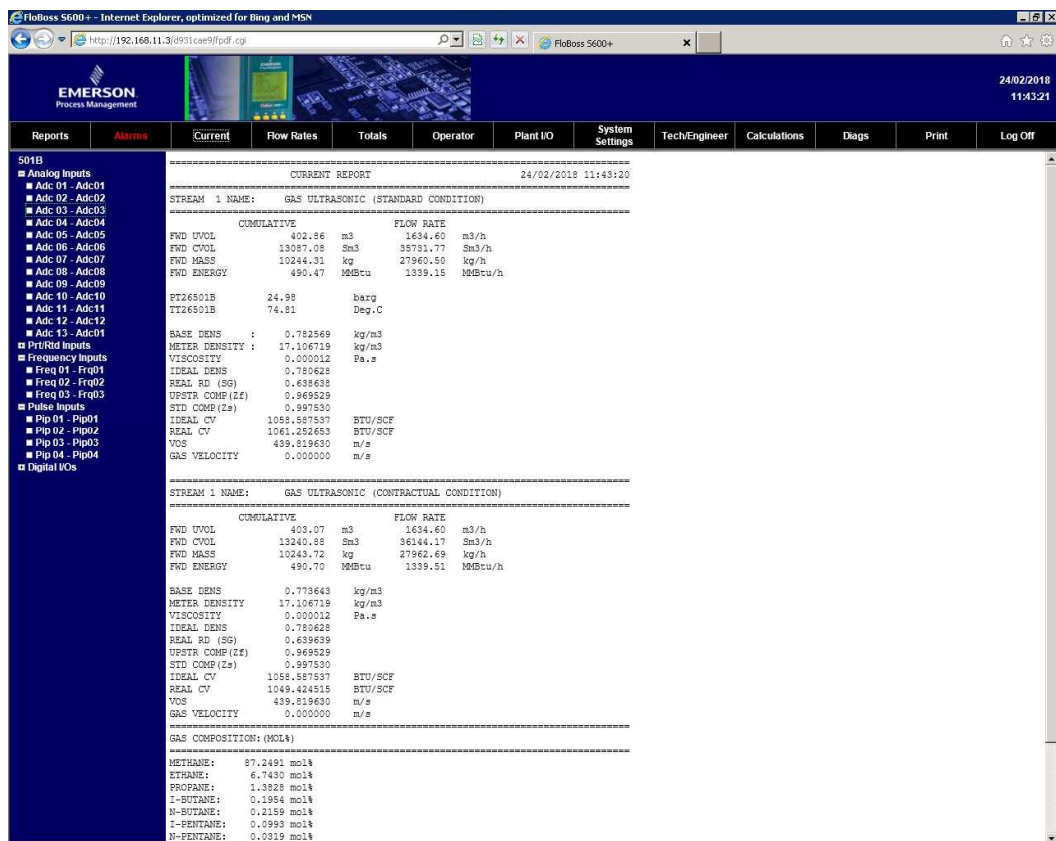 FloBoss S600+ - Internet Explorer, optimized for Bing and MSN
http://192.168.11.3/d931cae9/fpdf.cgi
FloBoss S600+
EMERSON
Process Management
24/02/2018
11:43:21
Reports Alarms Current Flow Rates Totals Operator Plant I/O System Settings Tech/Engineer Calculations Diags Print Log Off
501B
Analog Inputs
Adc 01 - Adc01
Adc 02 - Adc02
Adc 03 - Adc03
Adc 04 - Adc04
Adc 05 - Adc05
Adc 06 - Adc06
Adc 07 - Adc07
Adc 08 - Adc08
Adc 09 - Adc09
Adc 10 - Adc10
Adc 11 - Adc11
Adc 12 - Adc12
Adc 13 - Adc01
Prt/Rtd Inputs
Frequency Inputs
Freq 01 - Frq01
Freq 02 - Frq02
Freq 03 - Frq03
Pulse Inputs
Pip 01 - Pip01
Pip 02 - Pip02
Pip 03 - Pip03
Pip 04 - Pip04
Digital I/Os
CURRENT REPORT 24/02/2018 11:43:20
STREAM 1 NAME: GAS ULTRASONIC (STANDARD CONDITION)
CUMULATIVE FLOW RATE
FWD UVOL 402.86 m3 1634.60 m3/h
FWD CVOL 13087.08 Sm3 35731.77 Sm3/h
FWD MASS 10244.31 kg 27960.50 kg/h
FWD ENERGY 490.47 MMBtu 1339.15 MMBtu/h
PT26501B 24.98 barg
TT26501B 74.81 Deg.C
BASE DENS : 0.782569 kg/m3
METER DENSITY : 17.106719 kg/m3
VISCOSITY 0.000012 Pa.s
IDEAL DENS 0.780628
REAL RD (SG) 0.638638
UPSTR COMP(Zf) 0.969529
STD COMP(Zs) 0.997530
IDEAL CV 1058.587537 BTU/SCF
REAL CV 1061.252653 BTU/SCF
VOS 439.819630 m/s
GAS VELOCITY 0.000000 m/s
STREAM 1 NAME: GAS ULTRASONIC (CONTRACTUAL CONDITION)
CUMULATIVE FLOW RATE
FWD UVOL 403.07 m3 1634.60 m3/h
FWD CVOL 13240.88 Sm3 36144.17 Sm3/h
FWD MASS 10243.72 kg 27962.69 kg/h
FWD ENERGY 490.70 MMBtu 1339.51 MMBtu/h
BASE DENS 0.773643 kg/m3
METER DENSITY 17.106719 kg/m3
VISCOSITY 0.000012 Pa.s
IDEAL DENS 0.780628
REAL RD (SG) 0.639639
UPSTR COMP(Zf) 0.969529
STD COMP(Zs) 0.997530
IDEAL CV 1058.587537 BTU/SCF
REAL CV 1049.424515 BTU/SCF
VOS 439.819630 m/s
GAS VELOCITY 0.000000 m/s
GAS COMPOSITION:(MOL%)
METHANE: 87.2491 mol%
ETHANE: 6.7430 mol%
PROPANE: 1.3828 mol%
I-BUTANE: 0.1954 mol%
N-BUTANE: 0.2159 mol%
I-PENTANE: 0.0993 mol%
N-PENTANE: 0.0319 mol%